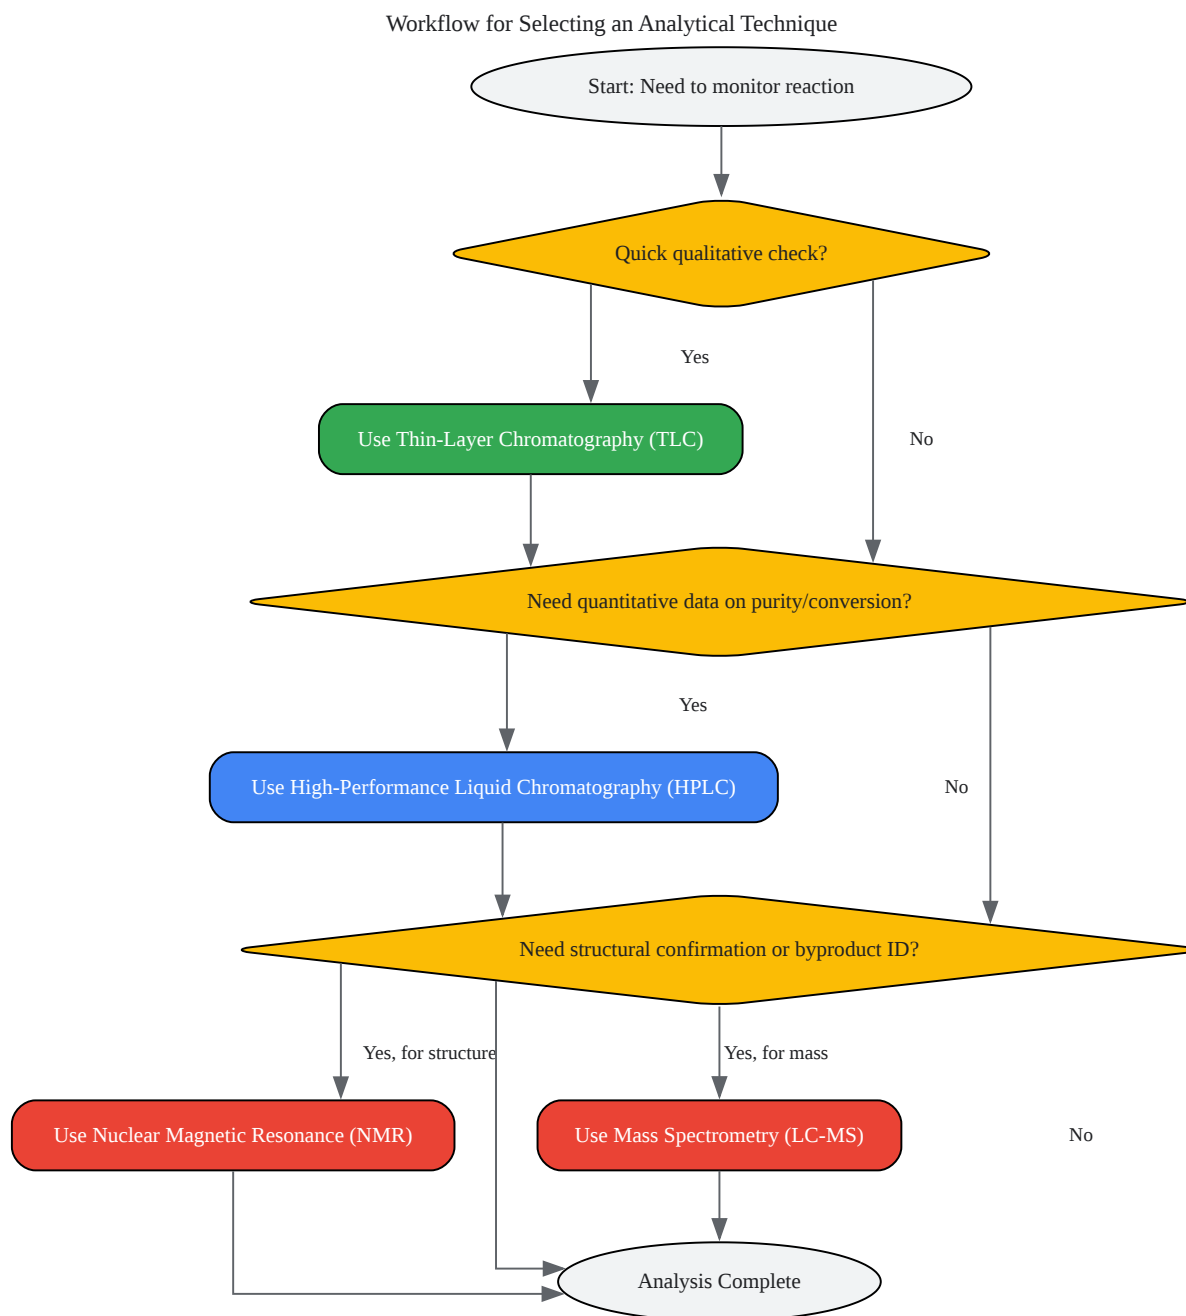 Workflow for Selecting an Analytical Technique
Start: Need to monitor reaction
Quick qualitative check?
Yes
Use Thin-Layer Chromatography (TLC)
No
Need quantitative data on purity/conversion?
Yes
Use High-Performance Liquid Chromatography (HPLC)
No
Need structural confirmation or byproduct ID?
Yes, for structure
Yes, for mass
Use Nuclear Magnetic Resonance (NMR)
Use Mass Spectrometry (LC-MS)
No
Analysis Complete